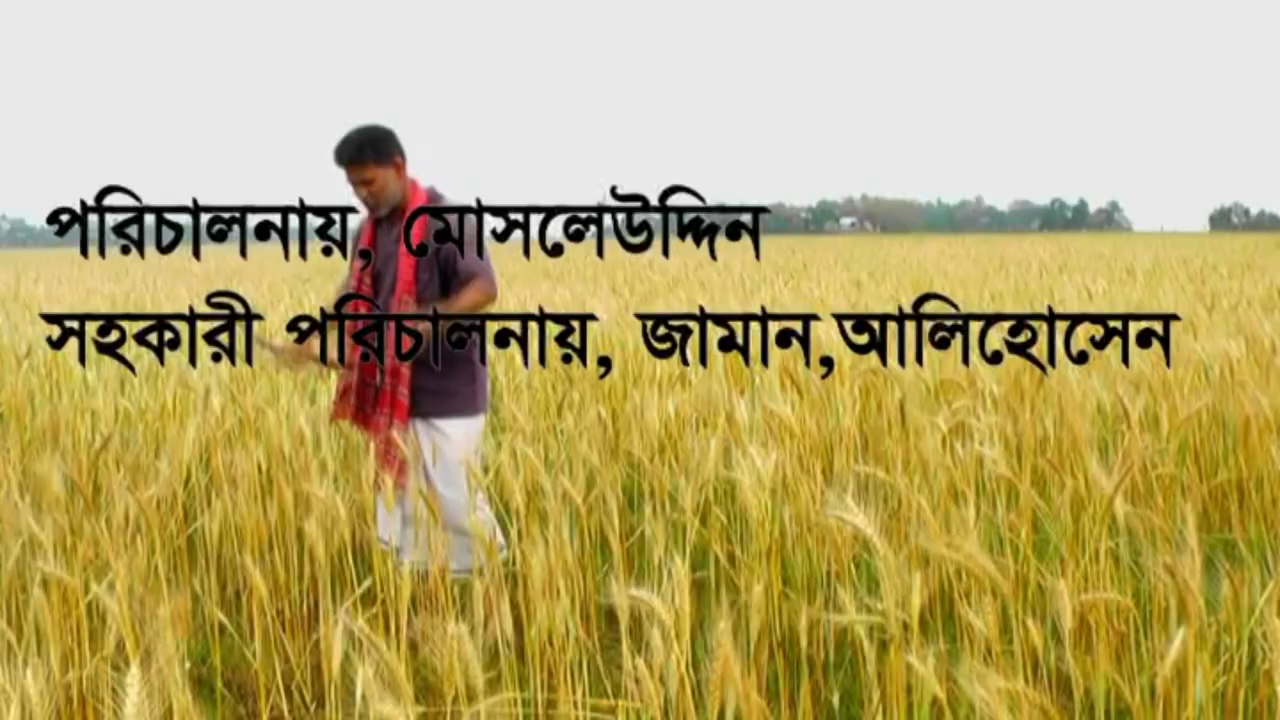 পরিচালনায়, মোসলেউদ্দিন
সহকারী পরিচালনায়, জামান,আলিহোসেন